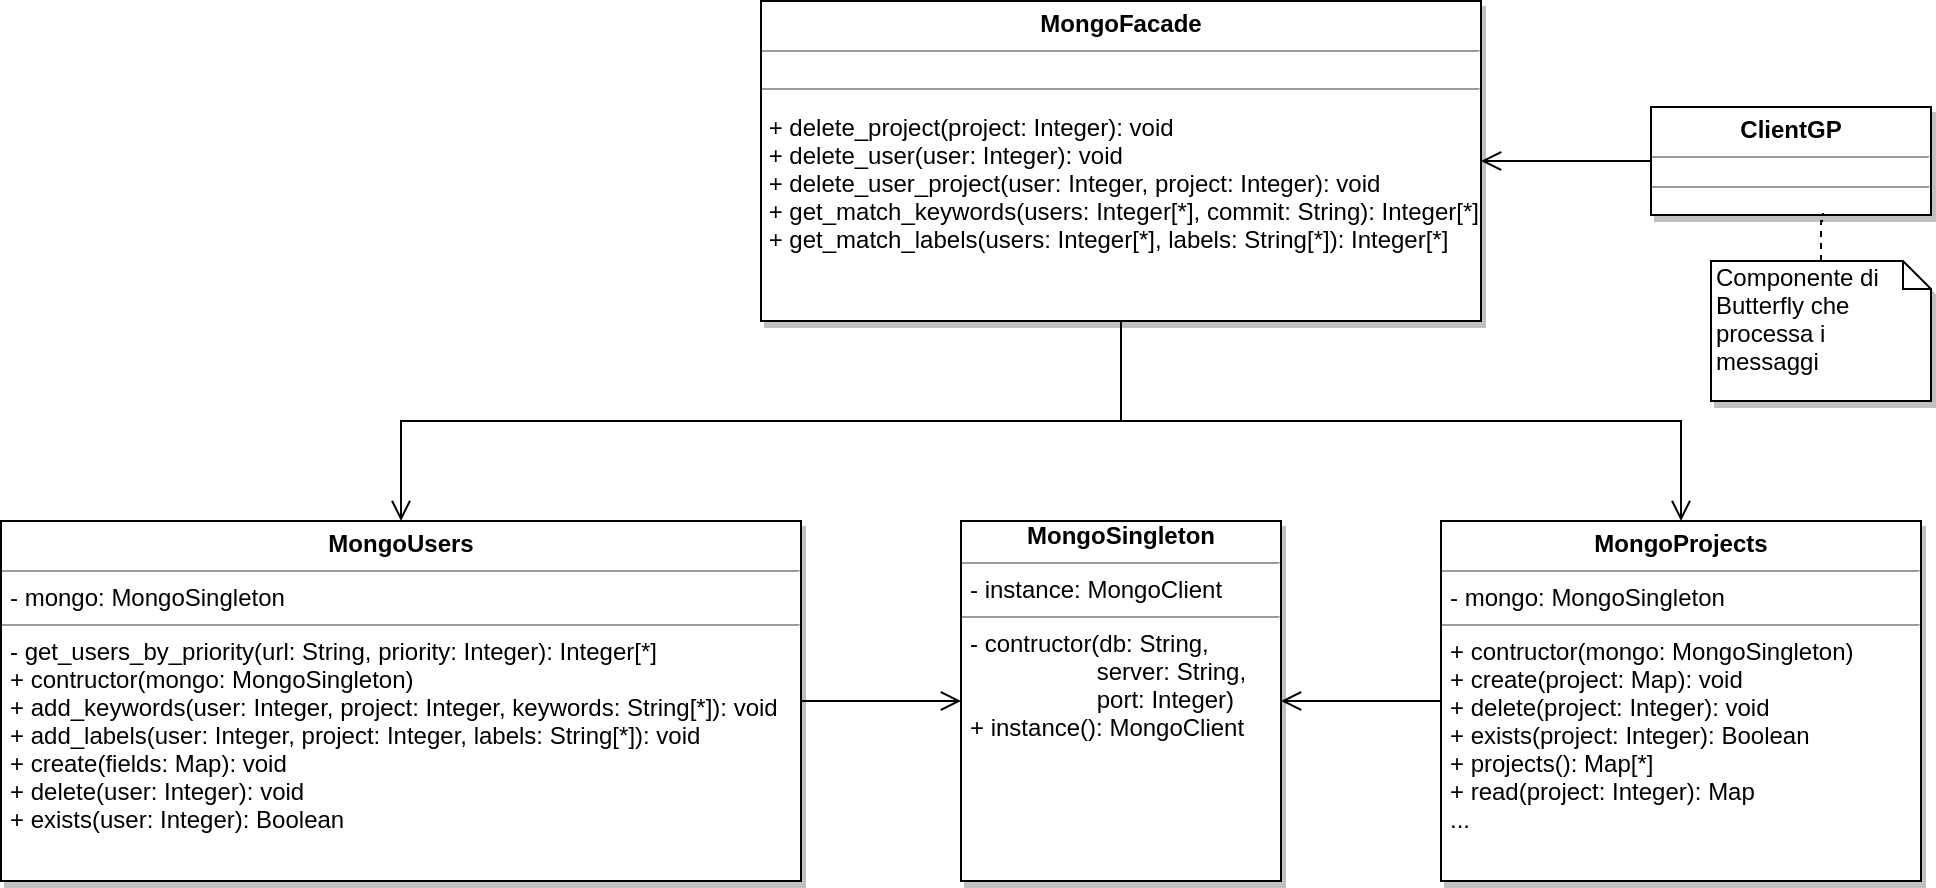 MongoFacade
+ delete_project(project: Integer): void
+ delete_user(user: Integer): void
+ delete_user_project(user: Integer, project: Integer): void
+ get_match_keywords(users: Integer[*], commit: String): Integer[*]
+ get_match_labels(users: Integer[*], labels: String[*]): Integer[*]
ClientGP
Componente di
Butterfly che
processa i
messaggi
MongoUsers
- mongo: MongoSingleton
- get_users_by_priority(url: String, priority: Integer): Integer[*]
+ contructor(mongo: MongoSingleton)
+ add_keywords(user: Integer, project: Integer, keywords: String[*]): void
+ add_labels(user: Integer, project: Integer, labels: String[*]): void
+ create(fields: Map): void
+ delete(user: Integer): void
+ exists(user: Integer): Boolean
MongoSingleton
- instance: MongoClient
- contructor(db: String,
server: String,
port: Integer)
+ instance(): MongoClient
MongoProjects
- mongo: MongoSingleton
+ contructor(mongo: MongoSingleton)
+ create(project: Map): void
+ delete(project: Integer): void
+ exists(project: Integer): Boolean
+ projects(): Map[*]
+ read(project: Integer): Map
...